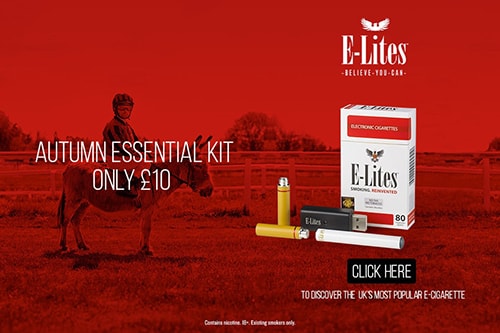 E-Lites
-BELIEVE-YOU-CAN-
AUTUMN ESSENTIAL KIT
ONLY £10
ELECTRONIC CIGARETTES
E-Lites
SMOKING, REINVENTED
80
E-Lites
CLICK HERE
TO DISCOVER THE UK'S MOST POPULAR E-CIGARETTE
Contains nicotine. 18+. Existing smokers only.